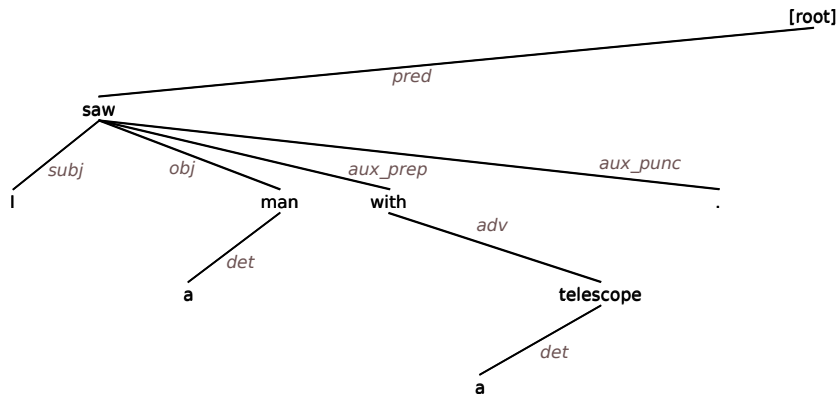 [root]
pred
saw
subj obj aux_prep aux_punc
I man with .
det adv
a telescope
det
a